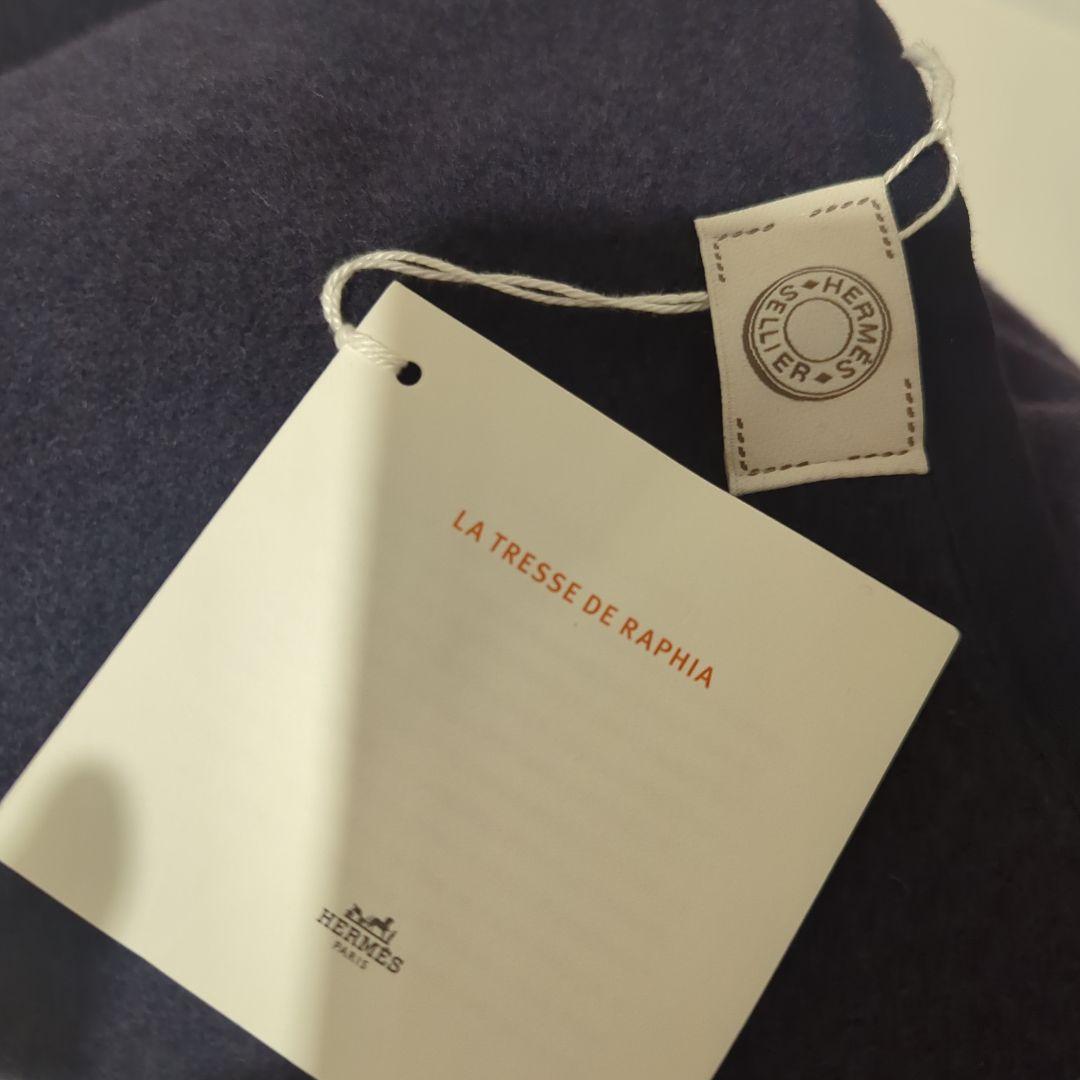 HERMÈS
SELLIER
LA TRESSE DE RAPHIA
HERMÈS
PARIS